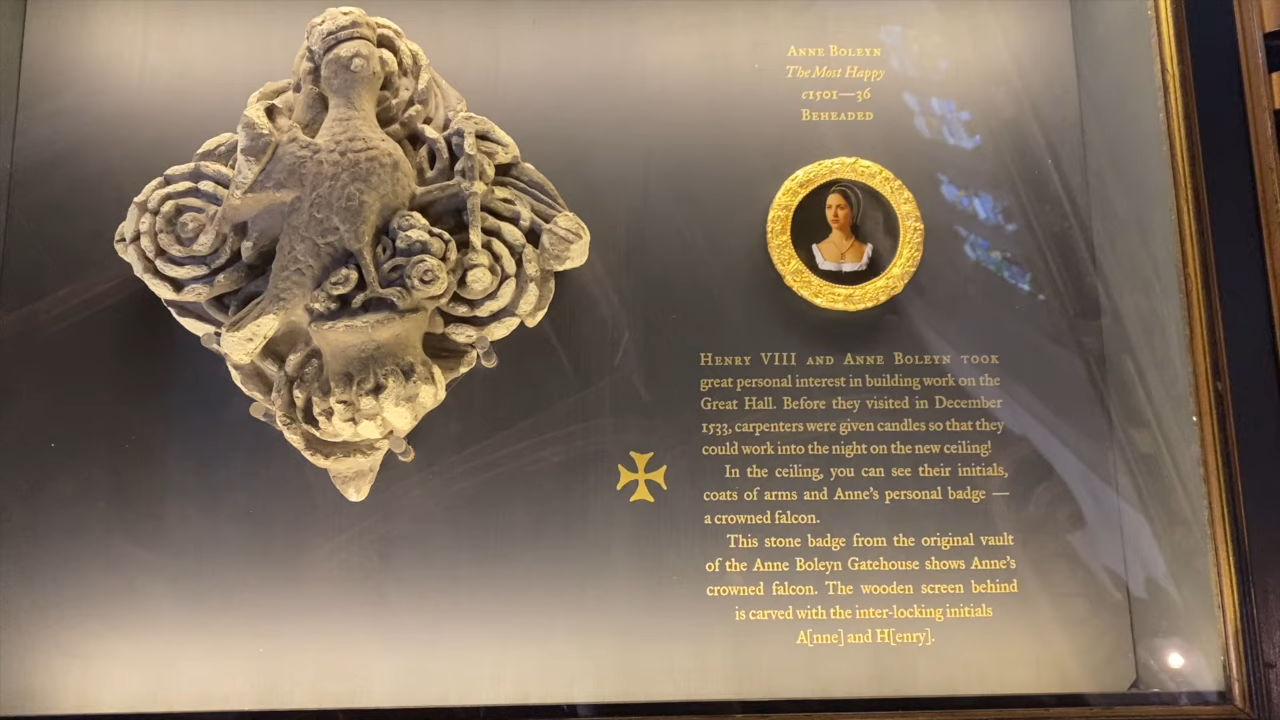 ANNE BOLEYN
The Most Happy
c1501—36
BEHEADED
HENRY VIII AND ANNE BOLEYN TOOK
great personal interest in building work on the
Great Hall. Before they visited in December
1533, carpenters were given candles so that they
could work into the night on the new ceiling!
In the ceiling, you can see their initials,
coats of arms and Anne's personal badge —
a crowned falcon.
This stone badge from the original vault
of the Anne Boleyn Gatehouse shows Anne's
crowned falcon. The wooden screen behind
is carved with the inter-locking initials
A[nne] and H[enry].